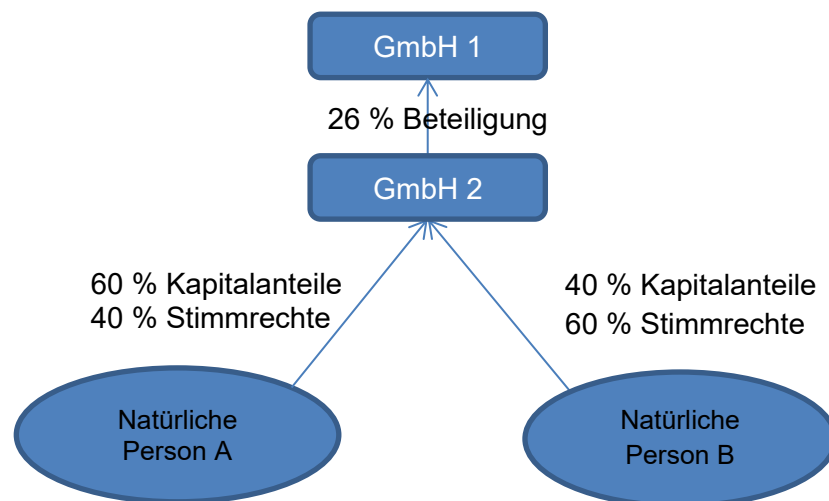 GmbH 1
26 % Beteiligung
GmbH 2
60 % Kapitalanteile
40 % Stimmrechte
40 % Kapitalanteile
60 % Stimmrechte
Natürliche
Person A
Natürliche
Person B